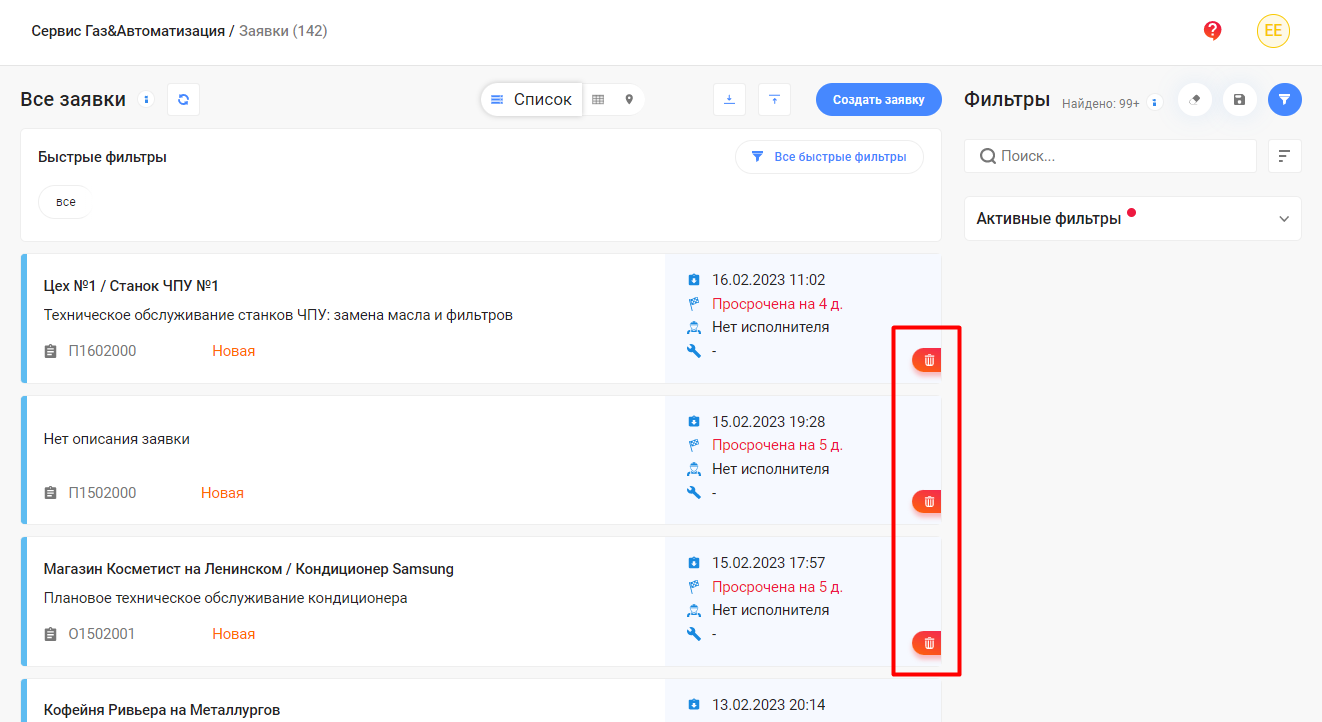 Сервис Газ&Автоматизация / Заявки (142)
EE
Все заявки
Список
Создать заявку
Фильтры
Найдено: 99+
Быстрые фильтры
Все быстрые фильтры
все
Поиск...
Активные фильтры
Цех №1 / Станок ЧПУ №1
Техническое обслуживание станков ЧПУ: замена масла и фильтров
П1602000 Новая
16.02.2023 11:02
Просрочена на 4 д.
Нет исполнителя
-
Нет описания заявки
П1502000 Новая
15.02.2023 19:28
Просрочена на 5 д.
Нет исполнителя
-
Магазин Косметист на Ленинском / Кондиционер Samsung
Плановое техническое обслуживание кондиционера
О1502001 Новая
15.02.2023 17:57
Просрочена на 5 д.
Нет исполнителя
-
Кофейня Ривьера на Металлургов
13.02.2023 20:14